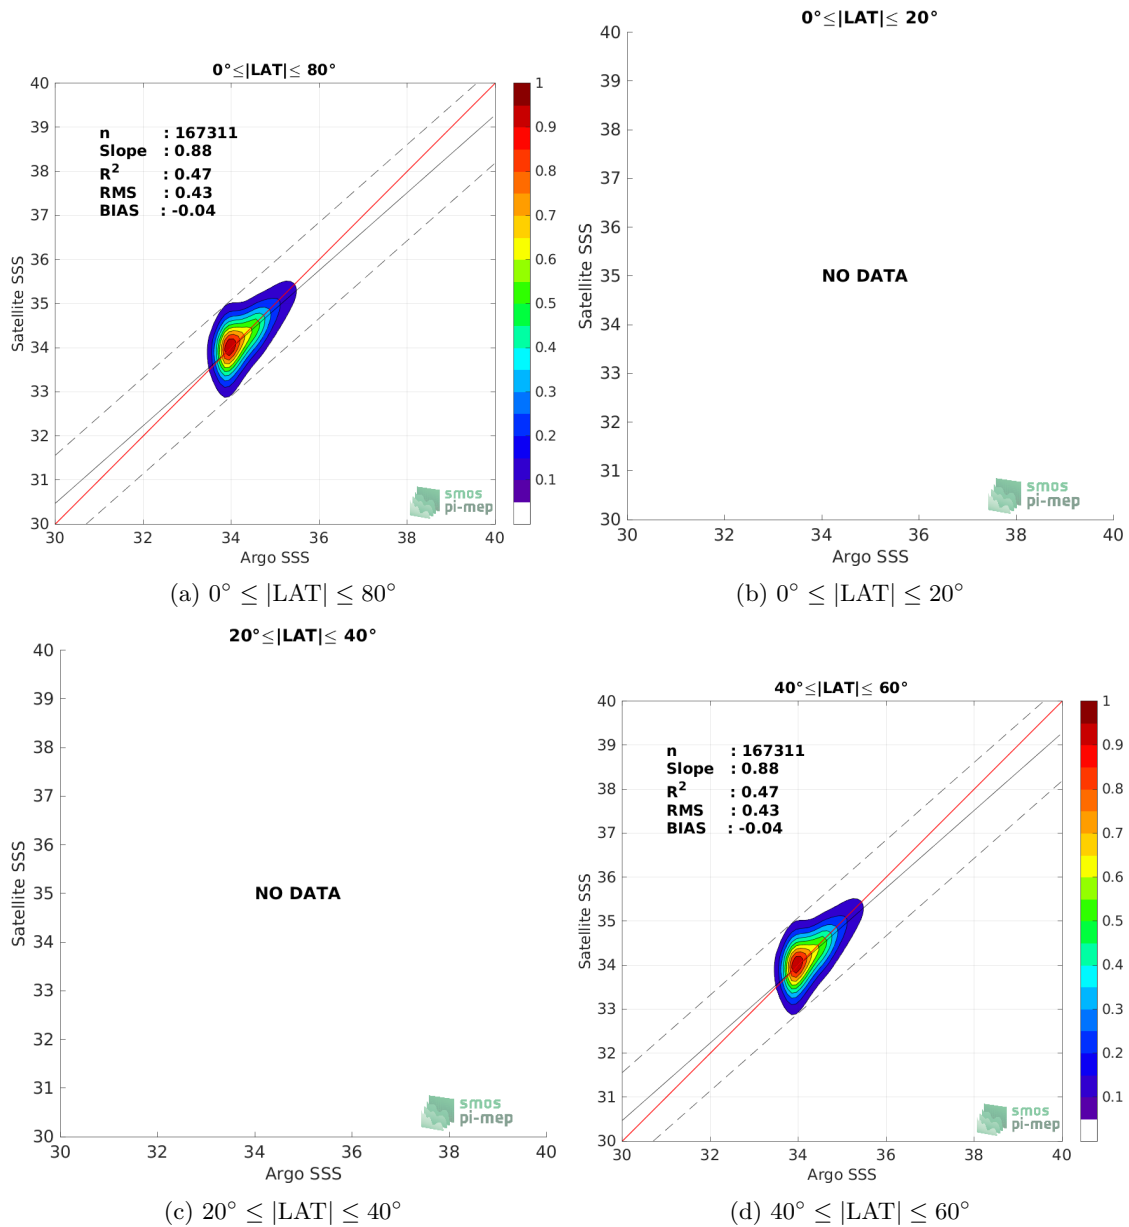 0°≤|LAT|≤ 80°
40
39
38
37
36
35
34
33
32
31
30
Satellite SSS
n : 167311
Slope : 0.88
R² : 0.47
RMS : 0.43
BIAS : -0.04
smos
pi-mep
30 32 34 36 38 40
Argo SSS
1
0.9
0.8
0.7
0.6
0.5
0.4
0.3
0.2
0.1
(a) 0° ≤ |LAT| ≤ 80°
0°≤|LAT|≤ 20°
40
39
38
37
36
35
34
33
32
31
30
Satellite SSS
NO DATA
smos
pi-mep
30 32 34 36 38 40
Argo SSS
(b) 0° ≤ |LAT| ≤ 20°
20°≤|LAT|≤ 40°
40
39
38
37
36
35
34
33
32
31
30
Satellite SSS
NO DATA
smos
pi-mep
30 32 34 36 38 40
Argo SSS
(c) 20° ≤ |LAT| ≤ 40°
40°≤|LAT|≤ 60°
40
39
38
37
36
35
34
33
32
31
30
Satellite SSS
n : 167311
Slope : 0.88
R² : 0.47
RMS : 0.43
BIAS : -0.04
smos
pi-mep
30 32 34 36 38 40
Argo SSS
1
0.9
0.8
0.7
0.6
0.5
0.4
0.3
0.2
0.1
(d) 40° ≤ |LAT| ≤ 60°